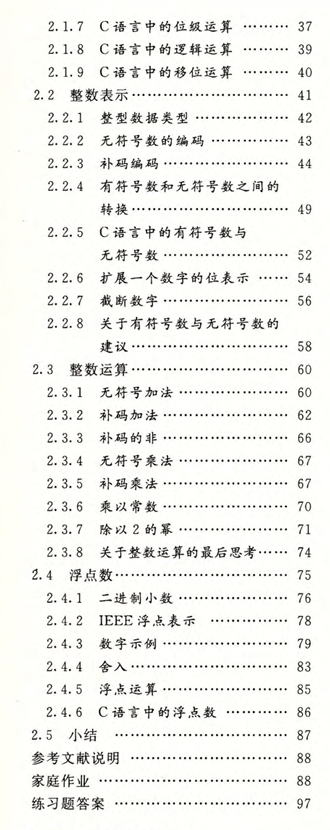 2.1.7 C语言中的位级运算 ……………… 37
2.1.8 C语言中的逻辑运算 …………… 39
2.1.9 C语言中的移位运算 …………… 40
2.2 整数表示 …………………………… 41
2.2.1 整型数据类型 …………………… 42
2.2.2 无符号数的编码 ………………… 43
2.2.3 补码编码 ………………………… 44
2.2.4 有符号数和无符号数之间的
转换 ……………………………… 49
2.2.5 C语言中的有符号数与
无符号数 ………………………… 52
2.2.6 扩展一个数字的位表示 ……… 54
2.2.7 截断数字 ………………………… 56
2.2.8 关于有符号数与无符号数的
建议 ……………………………… 58
2.3 整数运算 …………………………… 60
2.3.1 无符号加法 ……………………… 60
2.3.2 补码加法 ………………………… 62
2.3.3 补码的非 ………………………… 66
2.3.4 无符号乘法 ……………………… 67
2.3.5 补码乘法 ………………………… 67
2.3.6 乘以常数 ………………………… 70
2.3.7 除以2的幂 ……………………… 71
2.3.8 关于整数运算的最后思考 …… 74
2.4 浮点数 ……………………………… 75
2.4.1 二进制小数 ……………………… 76
2.4.2 IEEE浮点表示 ………………… 78
2.4.3 数字示例 ………………………… 79
2.4.4 舍入 ……………………………… 83
2.4.5 浮点运算 ………………………… 85
2.4.6 C语言中的浮点数 …………… 86
2.5 小结 ………………………………… 87
参考文献说明 …………………………… 88
家庭作业 ………………………………… 88
练习题答案 ……………………………… 97